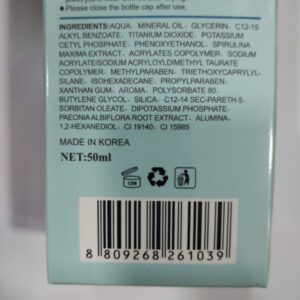 Please close the bottle cap after use.
INGREDIENTS:AQUA- MINERAL OIL- GLYCERIN- C12-15
ALKYL BENZOATE- TITANIUM DIOXIDE- POTASSIUM
CETYL PHOSPHATE- PHENOXYETHANOL- SPIRULINA
MAXIMA EXTRACT- ACRYLATES COPOLYMER- SODIUM
ACRYLATE/SODIUM ACRYLOYLDIMETHYL TAURATE
COPOLYMER- METHYLPARABEN- TRIETHOXYCAPRYLYL-
SILANE- ISOHEXADECANE- PROPYLPARABEN-
XANTHAN GUM- AROMA- POLYSORBATE 80-
BUTYLENE GLYCOL- SILICA- C12-14 SEC-PARETH-5-
SORBITAN OLEATE- DIPOTASSIUM PHOSPHATE-
PAEONIA ALBIFLORA ROOT EXTRACT- ALUMINA-
1,2-HEXANEDIOL- CI 19140- CI 15985
MADE IN KOREA
NET:50ml
12M
8 809268 261039